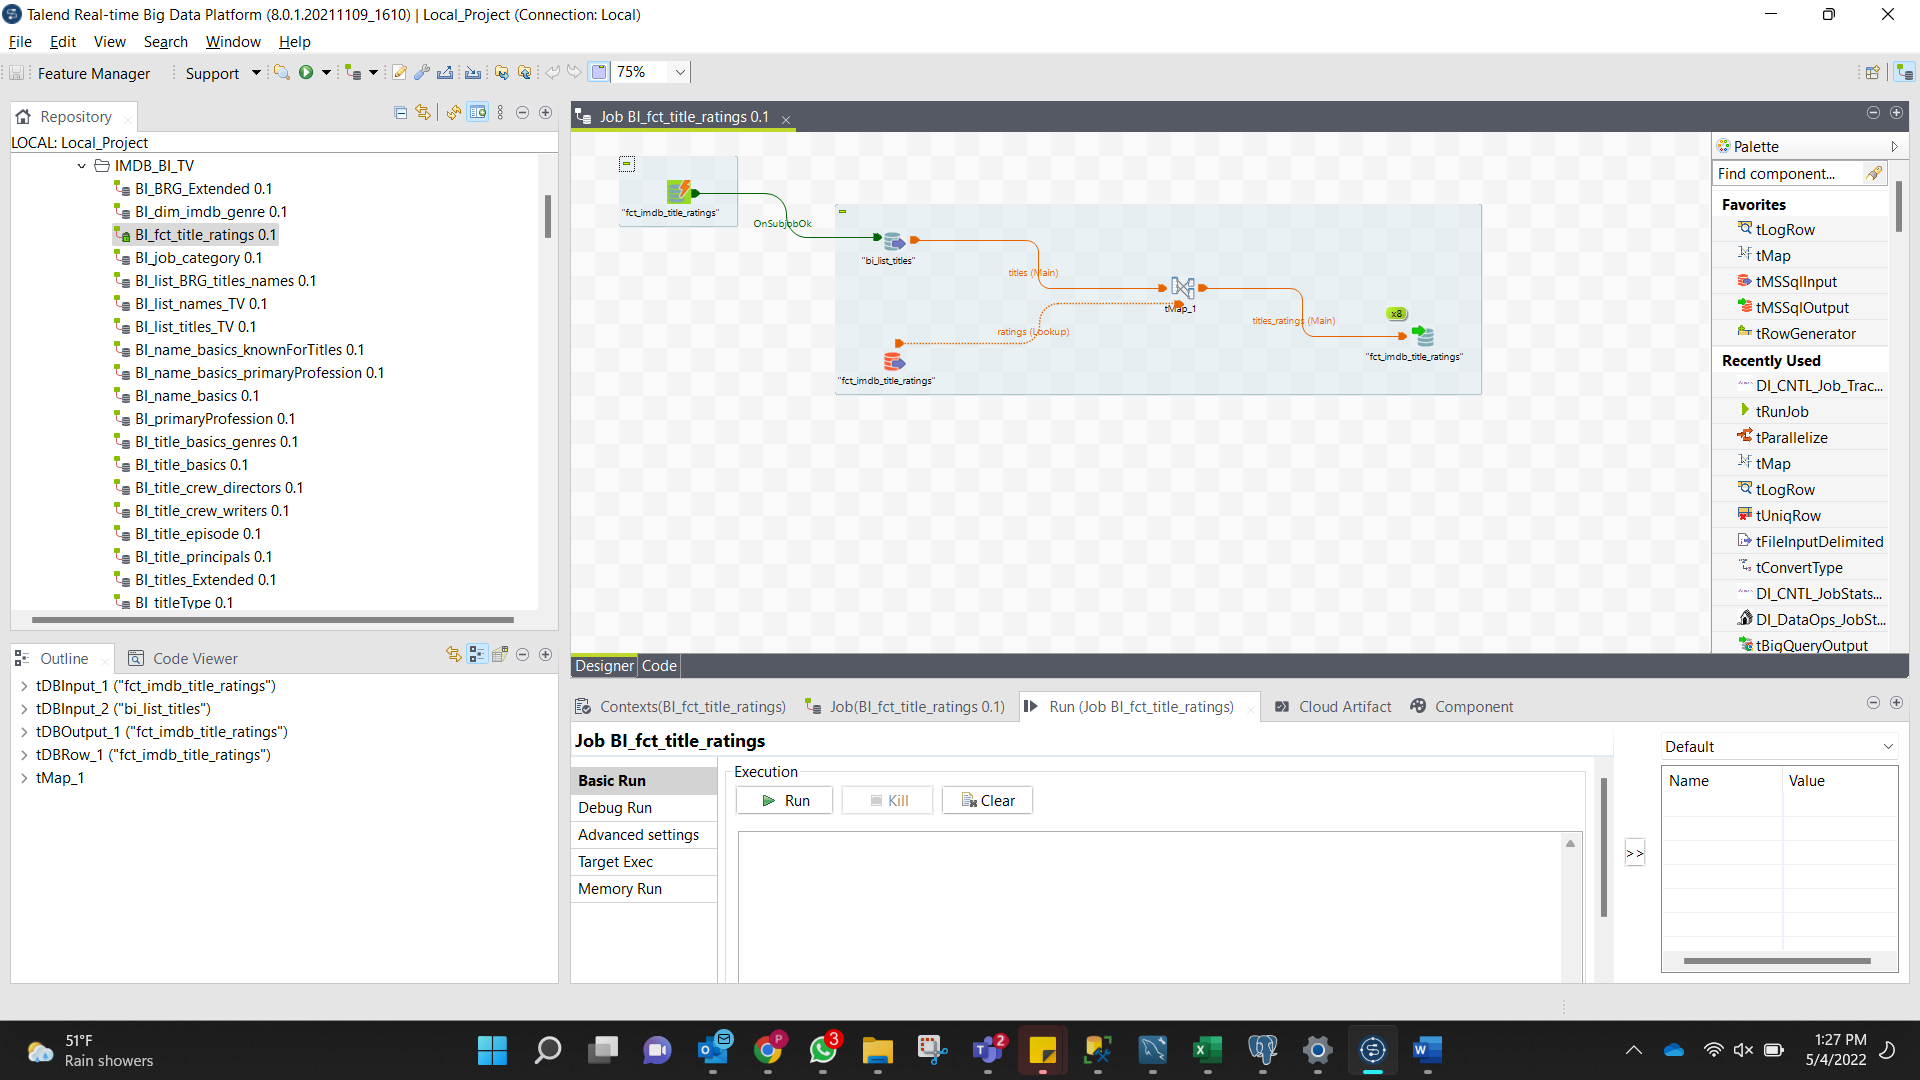 Talend Real-time Big Data Platform (8.0.1.20211109_1610) | Local_Project (Connection: Local)
File Edit View Search Window Help
Feature Manager Support 75%
Repository
LOCAL: Local_Project
IMDB_BI_TV
BI_BRG_Extended 0.1
BI_dim_imdb_genre 0.1
BI_fct_title_ratings 0.1
BI_job_category 0.1
BI_list_BRG_titles_names 0.1
BI_list_names_TV 0.1
BI_list_titles_TV 0.1
BI_name_basics_knownForTitles 0.1
BI_name_basics_primaryProfession 0.1
BI_name_basics 0.1
BI_primaryProfession 0.1
BI_title_basics_genres 0.1
BI_title_basics 0.1
BI_title_crew_directors 0.1
BI_title_crew_writers 0.1
BI_title_episode 0.1
BI_title_principals 0.1
BI_titles_Extended 0.1
BI_titleType 0.1
Outline Code Viewer
tDBInput_1 ("fct_imdb_title_ratings")
tDBInput_2 ("bi_list_titles")
tDBOutput_1 ("fct_imdb_title_ratings")
tDBRow_1 ("fct_imdb_title_ratings")
tMap_1
Job BI_fct_title_ratings 0.1
"fct_imdb_title_ratings"
OnSubjobOk
"bi_list_titles"
titles (Main)
tMap_1
ratings (Lookup)
titles_ratings (Main)
x8
"fct_imdb_title_ratings"
"fct_imdb_title_ratings"
Palette
Find component...
Favorites
tLogRow
tMap
tMSSqlInput
tMSSqlOutput
tRowGenerator
Recently Used
DI_CNTL_Job_Trac...
tRunJob
tParallelize
tMap
tLogRow
tUniqRow
tFileInputDelimited
tConvertType
DI_CNTL_JobStats...
DI_DataOps_JobSt...
tBigQueryOutput
Designer Code
Contexts(BI_fct_title_ratings) Job(BI_fct_title_ratings 0.1) Run (Job BI_fct_title_ratings) Cloud Artifact Component
Job BI_fct_title_ratings
Basic Run
Debug Run
Advanced settings
Target Exec
Memory Run
Execution
Run Kill Clear
>>
Default
Name Value
51°F
Rain showers
P
3
2
1:27 PM
5/4/2022